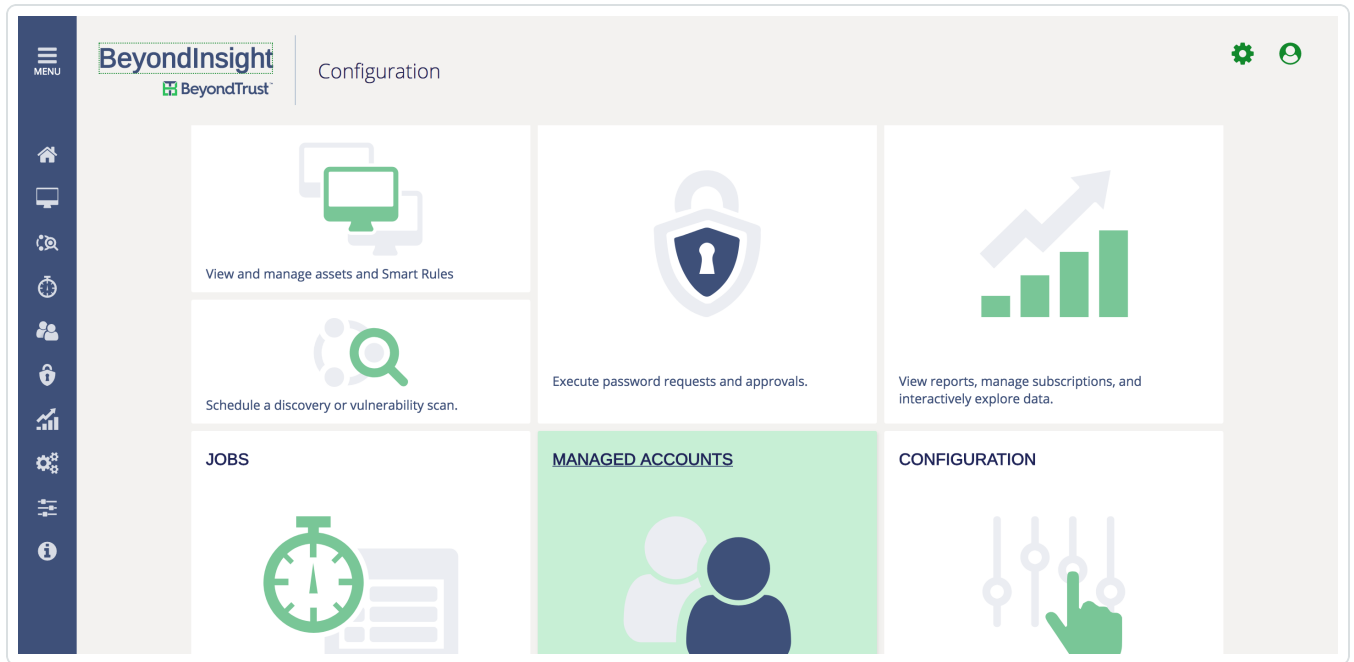 MENU
BeyondInsight
BeyondTrust™
Configuration
View and manage assets and Smart Rules
Schedule a discovery or vulnerability scan.
Execute password requests and approvals.
View reports, manage subscriptions, and
interactively explore data.
JOBS
MANAGED ACCOUNTS
CONFIGURATION